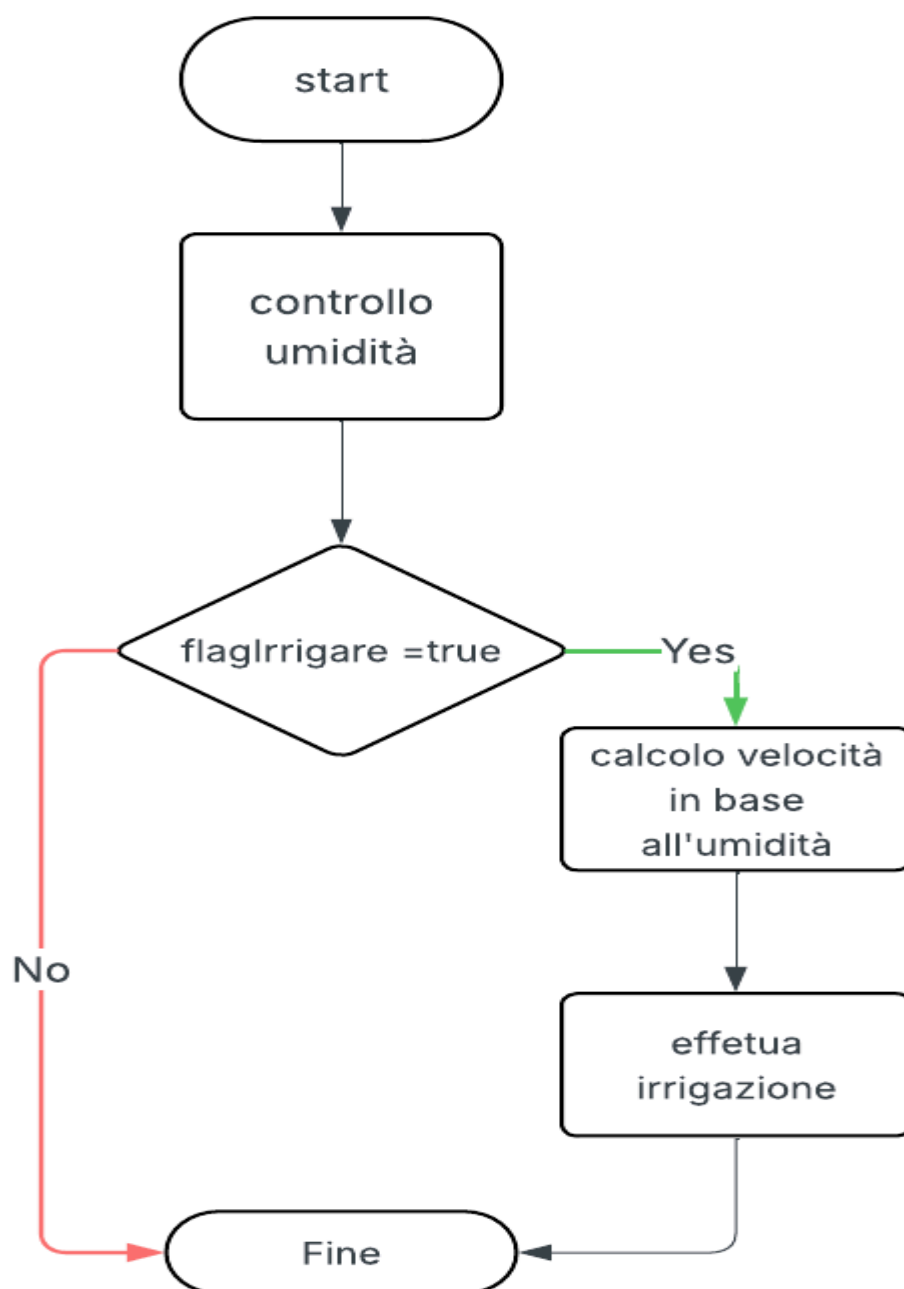 start
controllo
umidità
flagIrrigare =true
Yes
calcolo velocità
in base
all'umidità
No
effetua
irrigazione
Fine